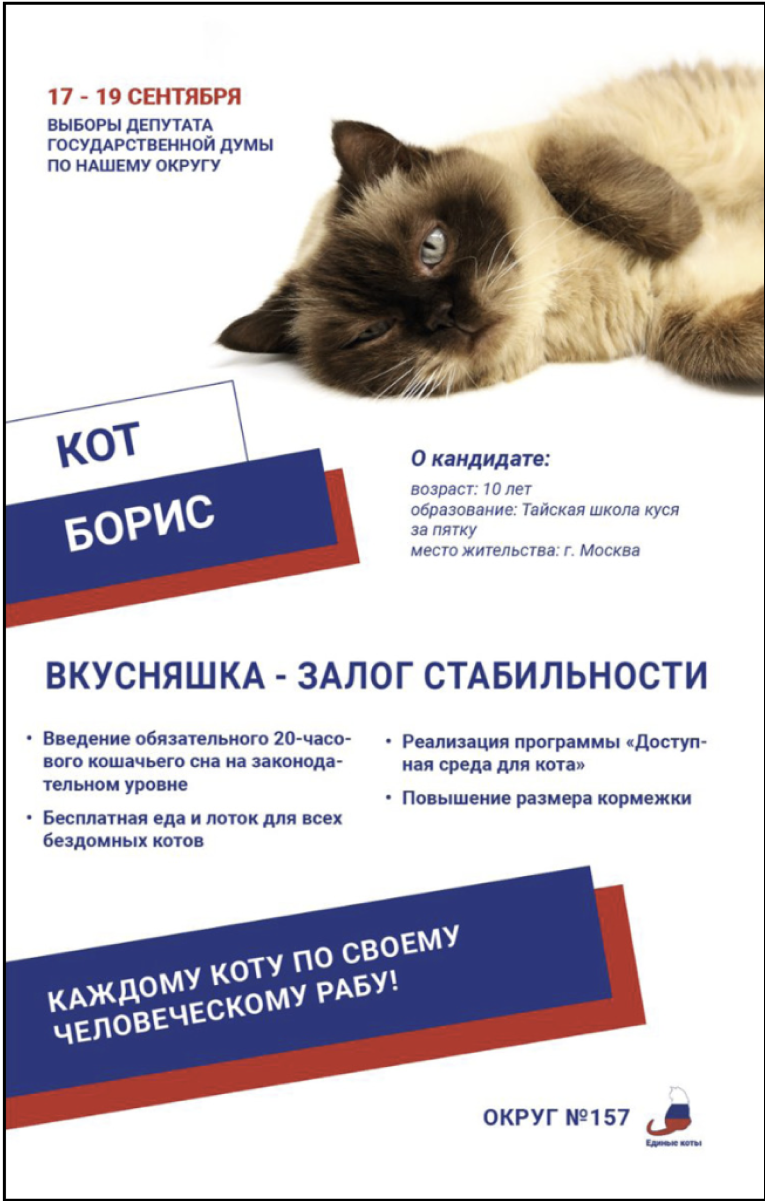 17 - 19 СЕНТЯБРЯ
ВЫБОРЫ ДЕПУТАТА
ГОСУДАРСТВЕННОЙ ДУМЫ
ПО НАШЕМУ ОКРУГУ
КОТ
БОРИС
О кандидате:
возраст: 10 лет
образование: Тайская школа куся
за пятку
место жительства: г. Москва
ВКУСНЯШКА - ЗАЛОГ СТАБИЛЬНОСТИ
• Введение обязательного 20-часо-
вого кошачьего сна на законода-
тельном уровне
• Бесплатная еда и лоток для всех
бездомных котов
• Реализация программы «Доступ-
ная среда для кота»
• Повышение размера кормежки
КАЖДОМУ КОТУ ПО СВОЕМУ
ЧЕЛОВЕЧЕСКОМУ РАБУ!
ОКРУГ №157
Единые коты